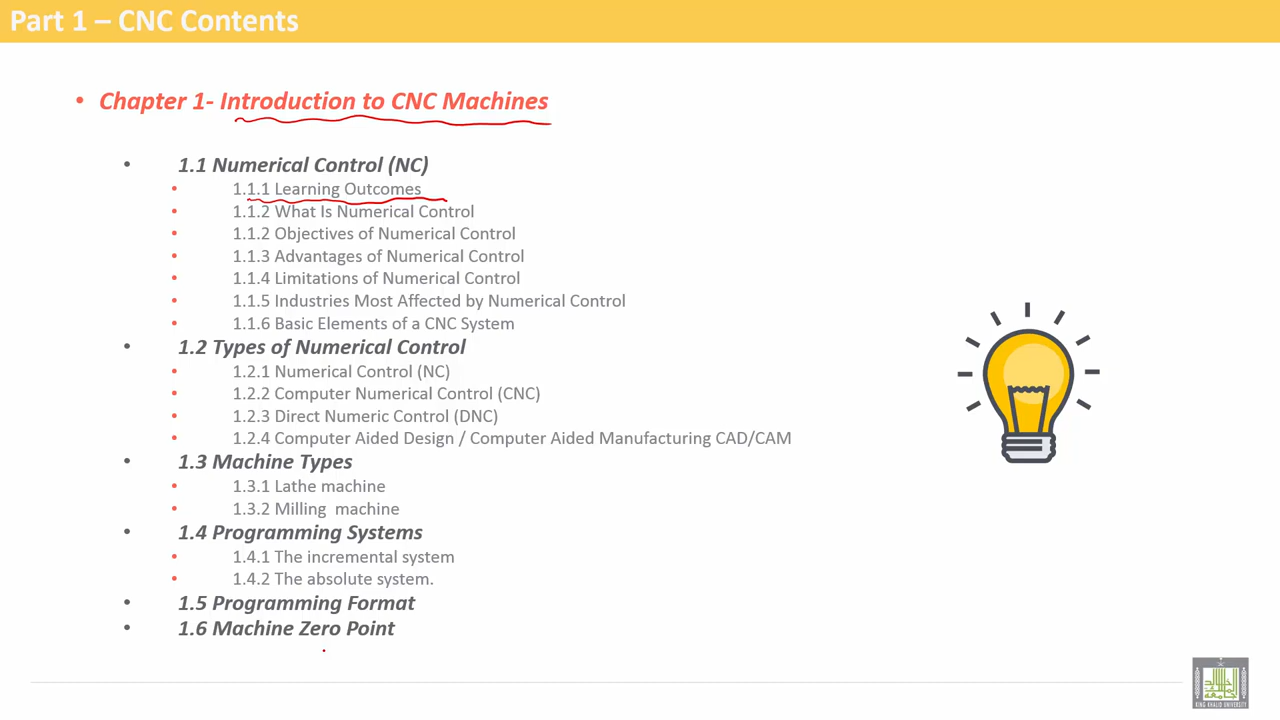 Part 1 – CNC Contents
• Chapter 1- Introduction to CNC Machines
• 1.1 Numerical Control (NC)
• 1.1.1 Learning Outcomes
• 1.1.2 What Is Numerical Control
• 1.1.2 Objectives of Numerical Control
• 1.1.3 Advantages of Numerical Control
• 1.1.4 Limitations of Numerical Control
• 1.1.5 Industries Most Affected by Numerical Control
• 1.1.6 Basic Elements of a CNC System
• 1.2 Types of Numerical Control
• 1.2.1 Numerical Control (NC)
• 1.2.2 Computer Numerical Control (CNC)
• 1.2.3 Direct Numeric Control (DNC)
• 1.2.4 Computer Aided Design / Computer Aided Manufacturing CAD/CAM
• 1.3 Machine Types
• 1.3.1 Lathe machine
• 1.3.2 Milling machine
• 1.4 Programming Systems
• 1.4.1 The incremental system
• 1.4.2 The absolute system.
• 1.5 Programming Format
• 1.6 Machine Zero Point
KING KHALID UNIVERSITY